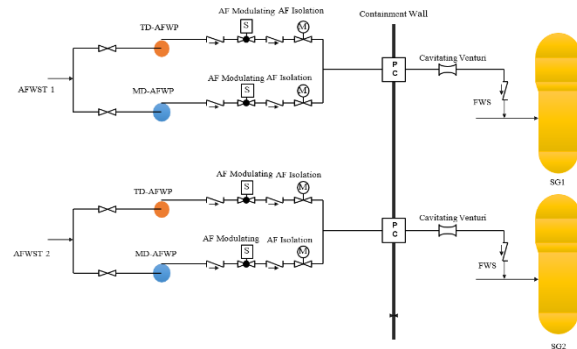 AF Modulating AF Isolation
Containment Wall
TD-AFWP
S
M
Cavitating Venturi
P
C
AFWST 1
MD-AFWP
AF Modulating AF Isolation
S
M
FWS
SG1
TD-AFWP
AF Modulating AF Isolation
S
M
Cavitating Venturi
P
C
AFWST 2
MD-AFWP
AF Modulating AF Isolation
S
M
FWS
SG2